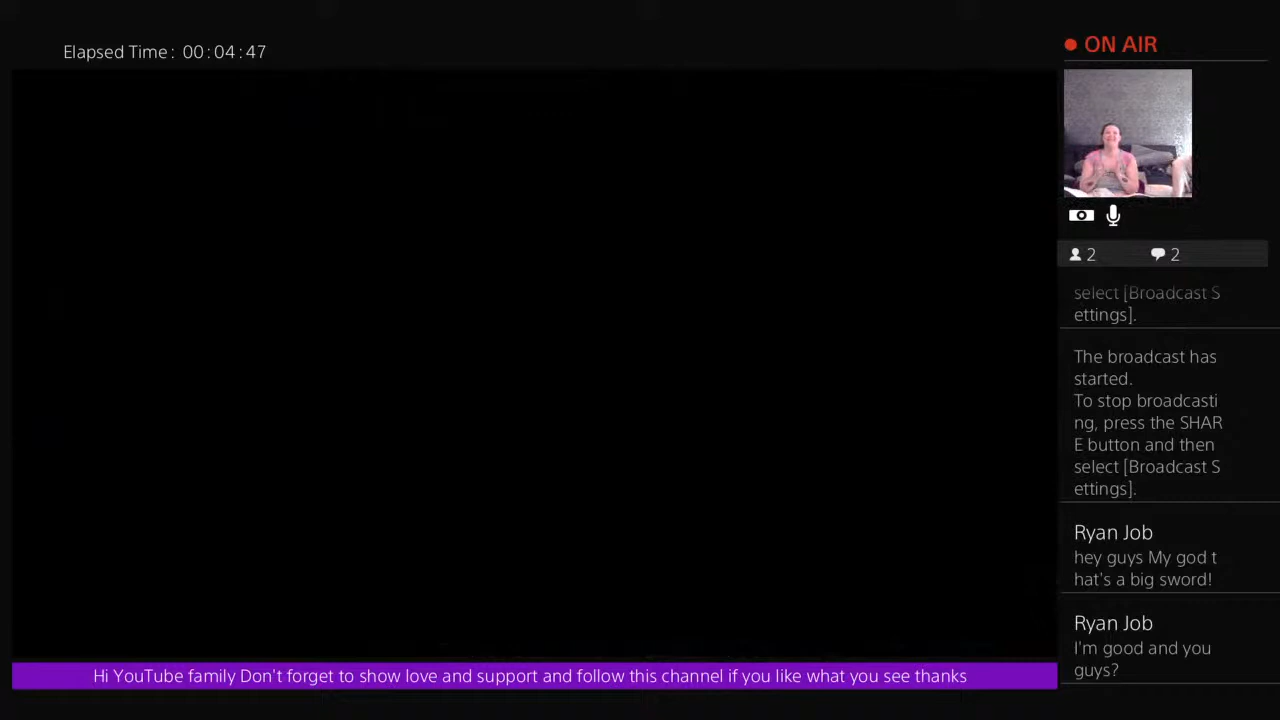 Elapsed Time: 00:04:47
ON AIR
2
2
select [Broadcast S
ettings].
The broadcast has
started.
To stop broadcasti
ng, press the SHAR
E button and then
select [Broadcast S
ettings].
Ryan Job
hey guys My god t
hat's a big sword!
Ryan Job
I'm good and you
guys?
Hi YouTube family Don't forget to show love and support and follow this channel if you like what you see thanks